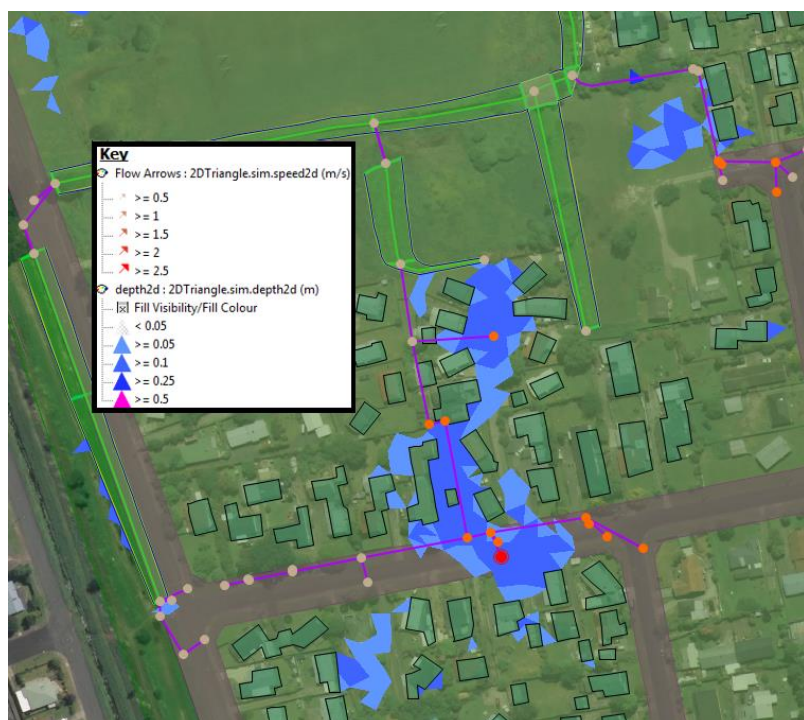 Key
Flow Arrows : 2DTriangle.sim.speed2d (m/s)
>= 0.5
>= 1
>= 1.5
>= 2
>= 2.5
depth2d : 2DTriangle.sim.depth2d (m)
Fill Visibility/Fill Colour
< 0.05
>= 0.05
>= 0.1
>= 0.25
>= 0.5